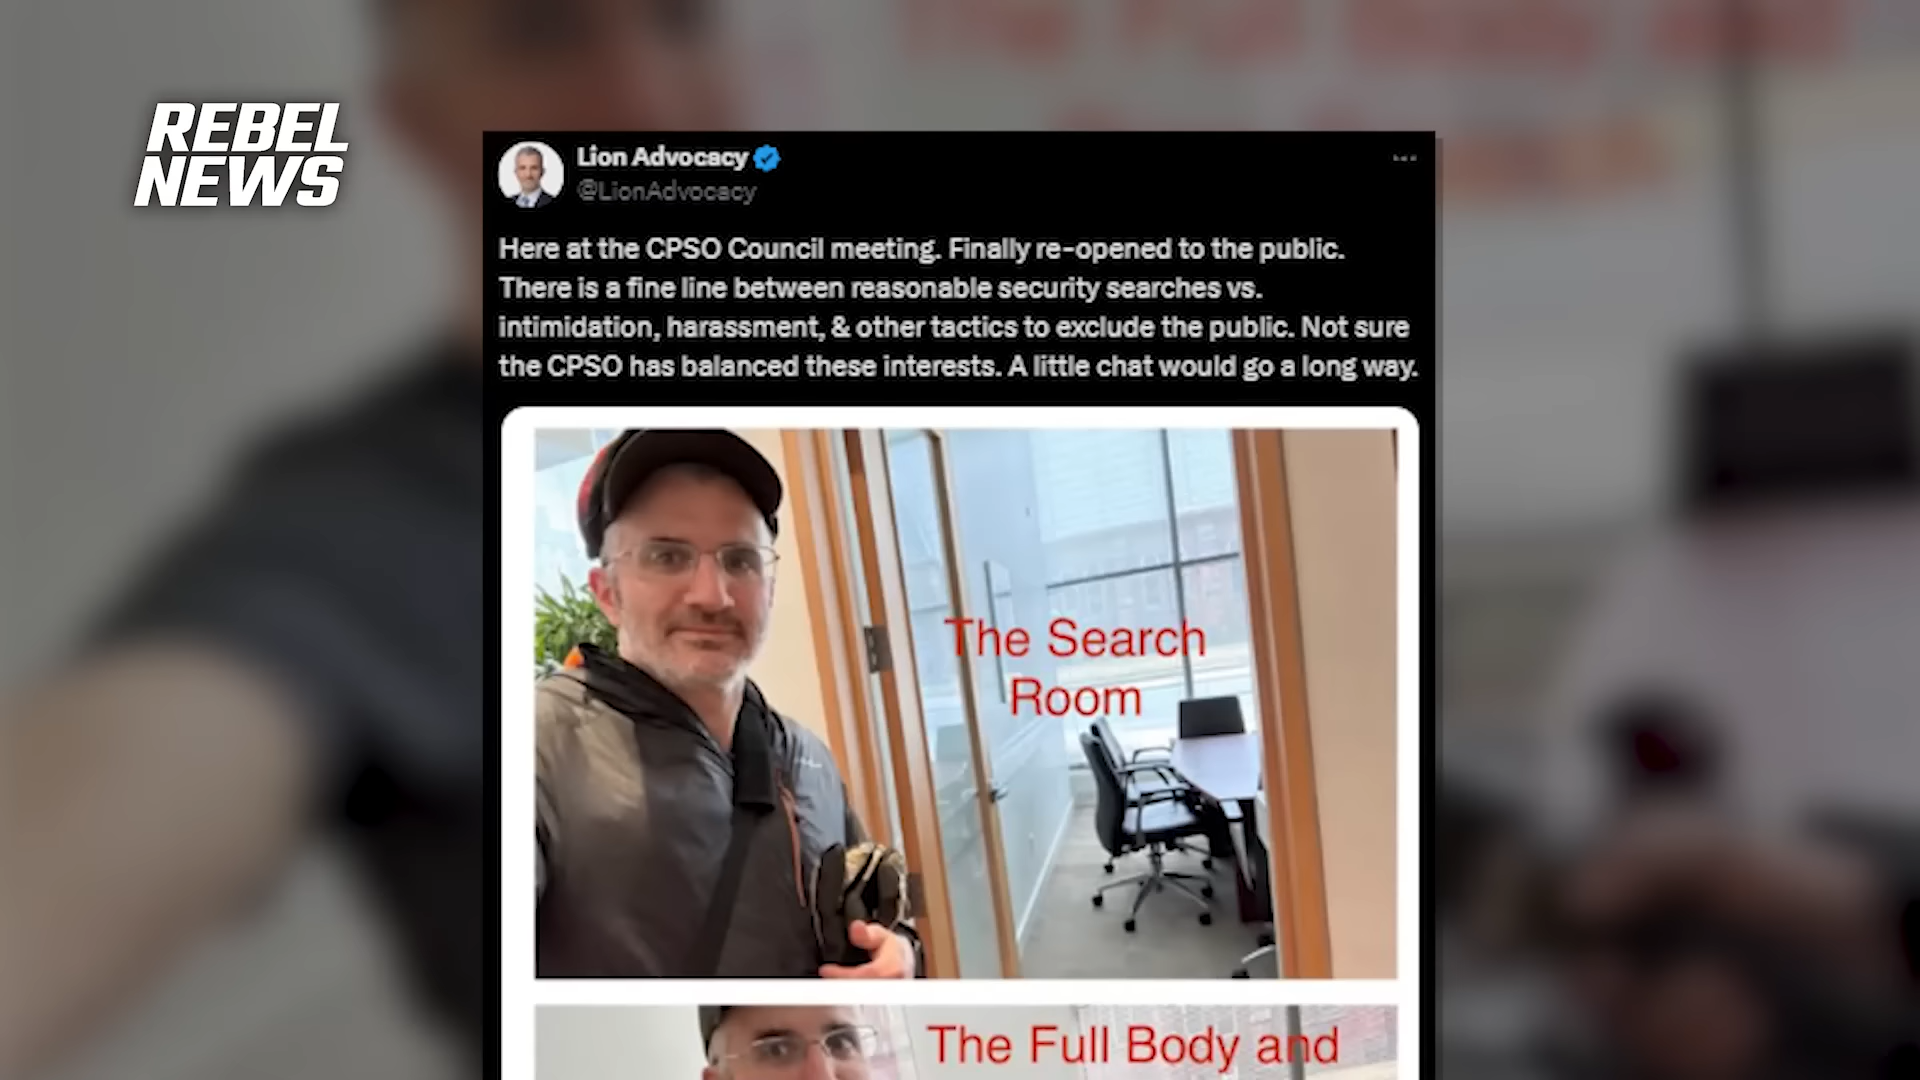 REBEL
NEWS
Lion Advocacy
@LionAdvocacy
Here at the CPSO Council meeting. Finally re-opened to the public.
There is a fine line between reasonable security searches vs.
intimidation, harassment, & other tactics to exclude the public. Not sure
the CPSO has balanced these interests. A little chat would go a long way.
The Search
Room
The Full Body and